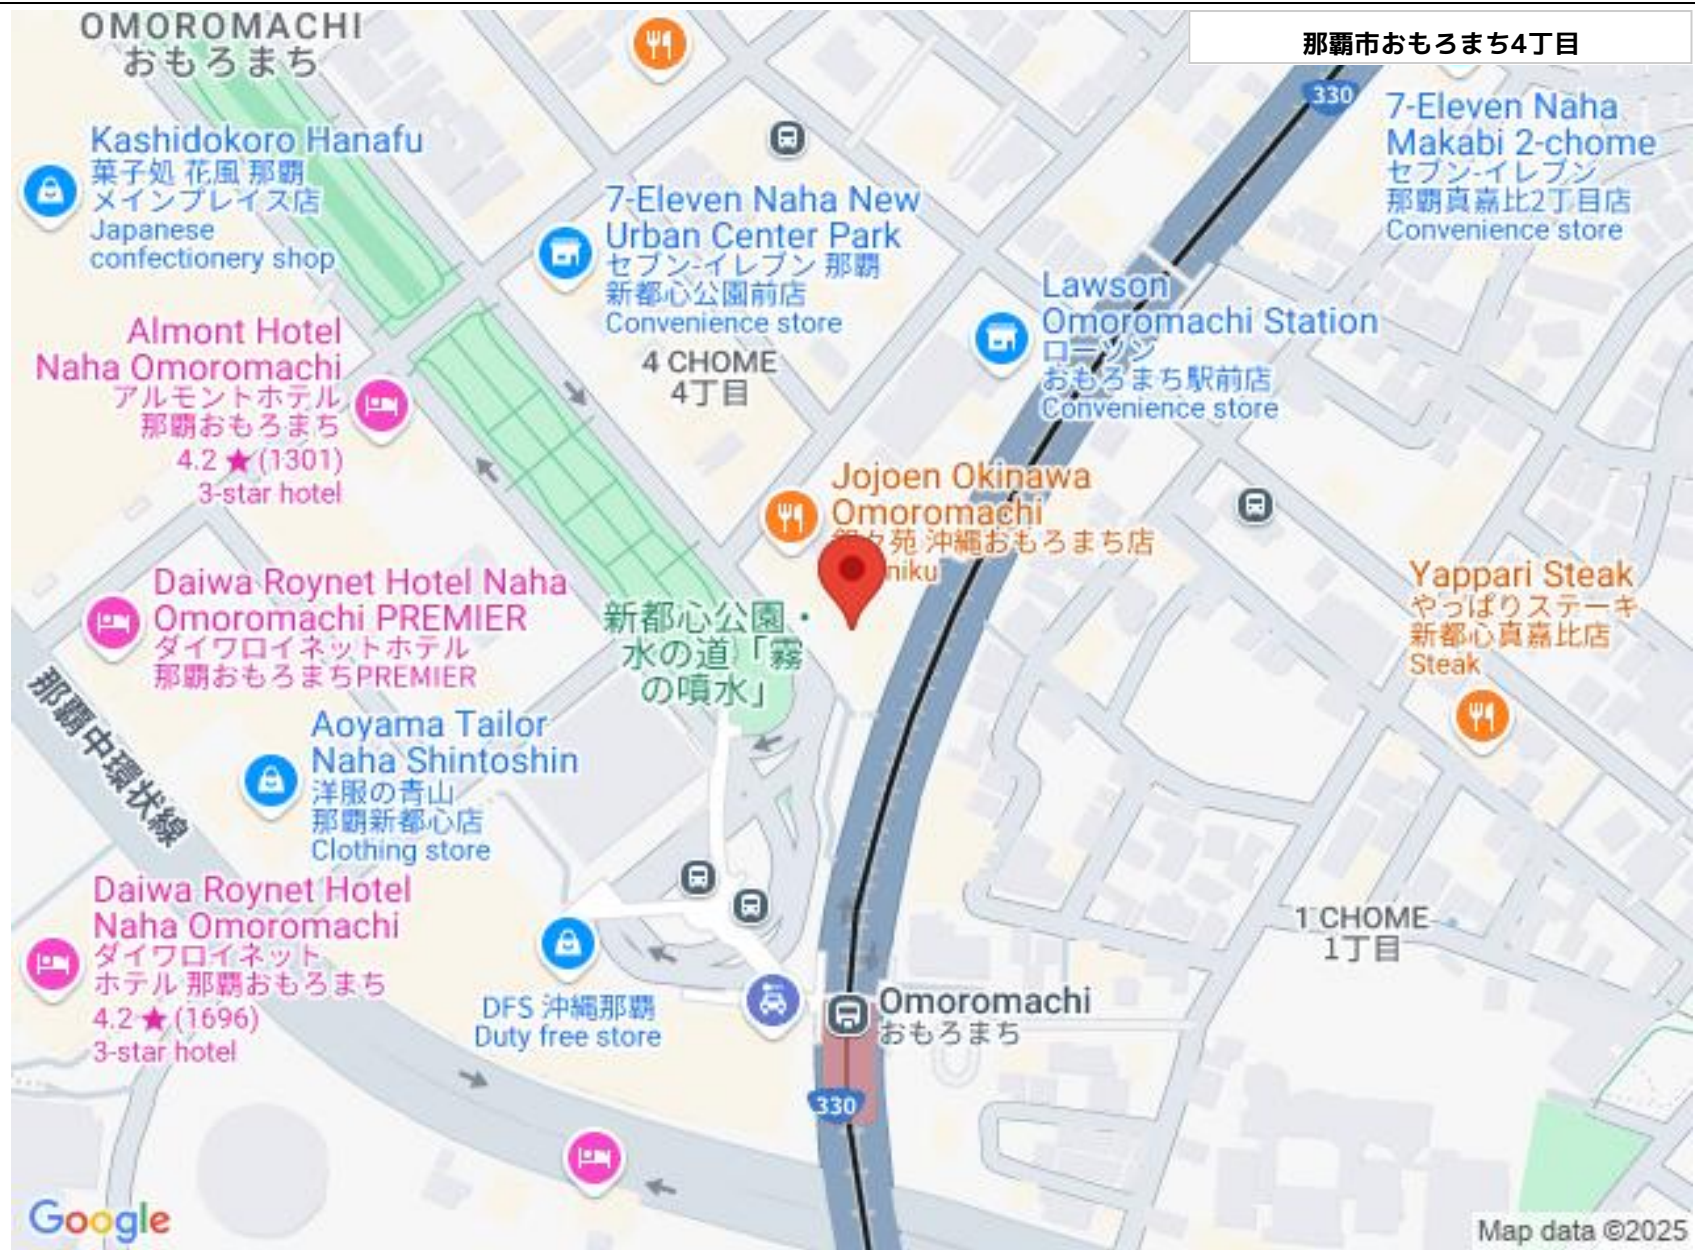 那覇市おもろまち4丁目
OMOROMACHI
おもろまち
330
7-Eleven Naha
Makabi 2-chome
セブン-イレブン
那覇真嘉比2丁目店
Convenience store
Kashidokoro Hanafu
菓子処 花風 那覇
メインプレイス店
Japanese
confectionery shop
7-Eleven Naha New
Urban Center Park
セブン-イレブン 那覇
新都心公園前店
Convenience store
Lawson
Omoromachi Station
ローソン
おもろまち駅前店
Convenience store
Almont Hotel
Naha Omoromachi
アルモントホテル
那覇おもろまち
4.2 ★ (1301)
3-star hotel
4 CHOME
4丁目
Jojoen Okinawa
Omoromachi
苑 沖縄おもろまち店
niku
Daiwa Roynet Hotel Naha
Omoromachi PREMIER
ダイワロイネットホテル
那覇おもろまちPREMIER
新都心公園・
水の道「霧
の噴水」
Yappari Steak
やっぱりステーキ
新都心真嘉比店
Steak
那覇中環状線
Aoyama Tailor
Naha Shintoshin
洋服の青山
那覇新都心店
Clothing store
Daiwa Roynet Hotel
Naha Omoromachi
ダイワロイネット
ホテル 那覇おもろまち
4.2 ★ (1696)
3-star hotel
DFS 沖縄那覇
Duty free store
Omoromachi
おもろまち
1 CHOME
1丁目
330
Google
Map data ©2025